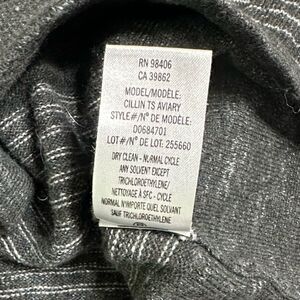 RN 98406
CA 39862
MODEL/MODÈLE:
CILLIN TS AVIARY
STYLE#/N° DE MODÈLE:
D0684701
LOT #/N° DE LOT: 255660
DRY CLEAN - NORMAL CYCLE
ANY SOLVENT EXCEPT
TRICHLOROETHYLENE/
NETTOYAGE À SEC - CYCLE
NORMAL N'IMPORTE QUEL SOLVANT
SAUF TRICHLOROETHYLENE